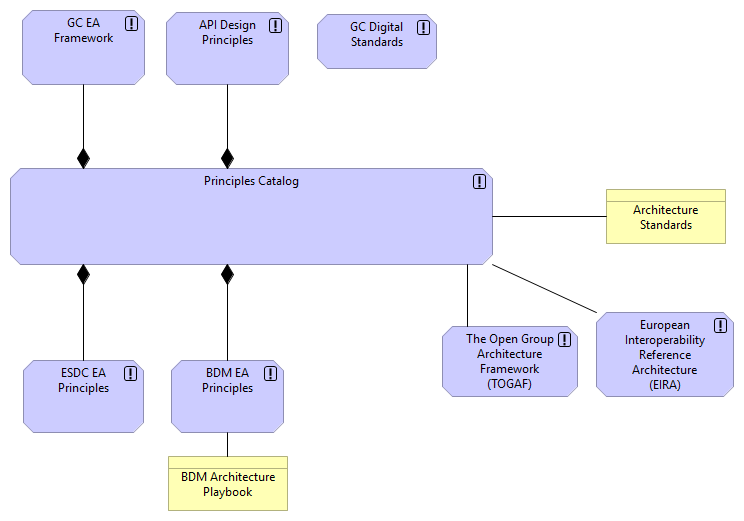 GC EA
Framework
API Design
Principles
GC Digital
Standards
Principles Catalog
Architecture
Standards
The Open Group
Architecture
Framework
(TOGAF)
European
Interoperability
Reference
Architecture
(EIRA)
ESDC EA
Principles
BDM EA
Principles
BDM Architecture
Playbook